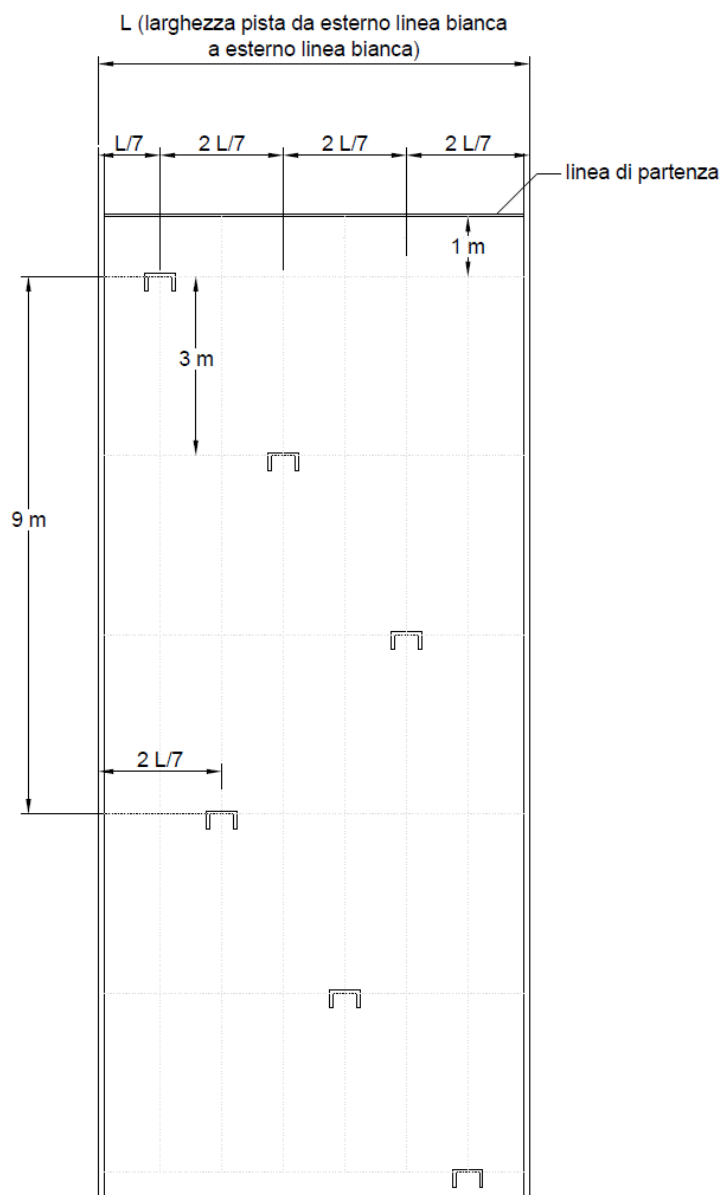 L (larghezza pista da esterno linea bianca
a esterno linea bianca)
L/7
2 L/7
2 L/7
2 L/7
linea di partenza
1 m
3 m
9 m
2 L/7